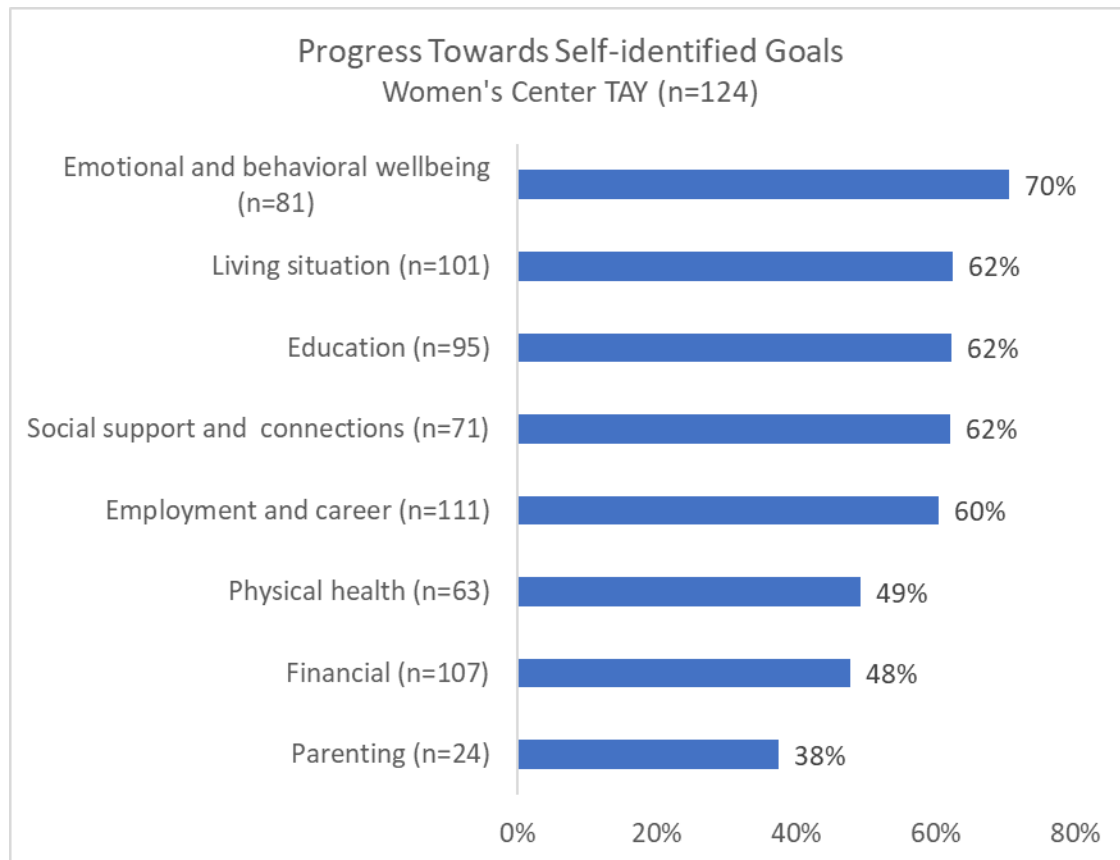 Progress Towards Self-identified Goals
Women's Center TAY (n=124)
Emotional and behavioral wellbeing
(n=81)
70%
Living situation (n=101)
62%
Education (n=95)
62%
Social support and  connections (n=71)
62%
Employment and career (n=111)
60%
Physical health (n=63)
49%
Financial (n=107)
48%
Parenting (n=24)
38%
0% 20% 40% 60% 80%